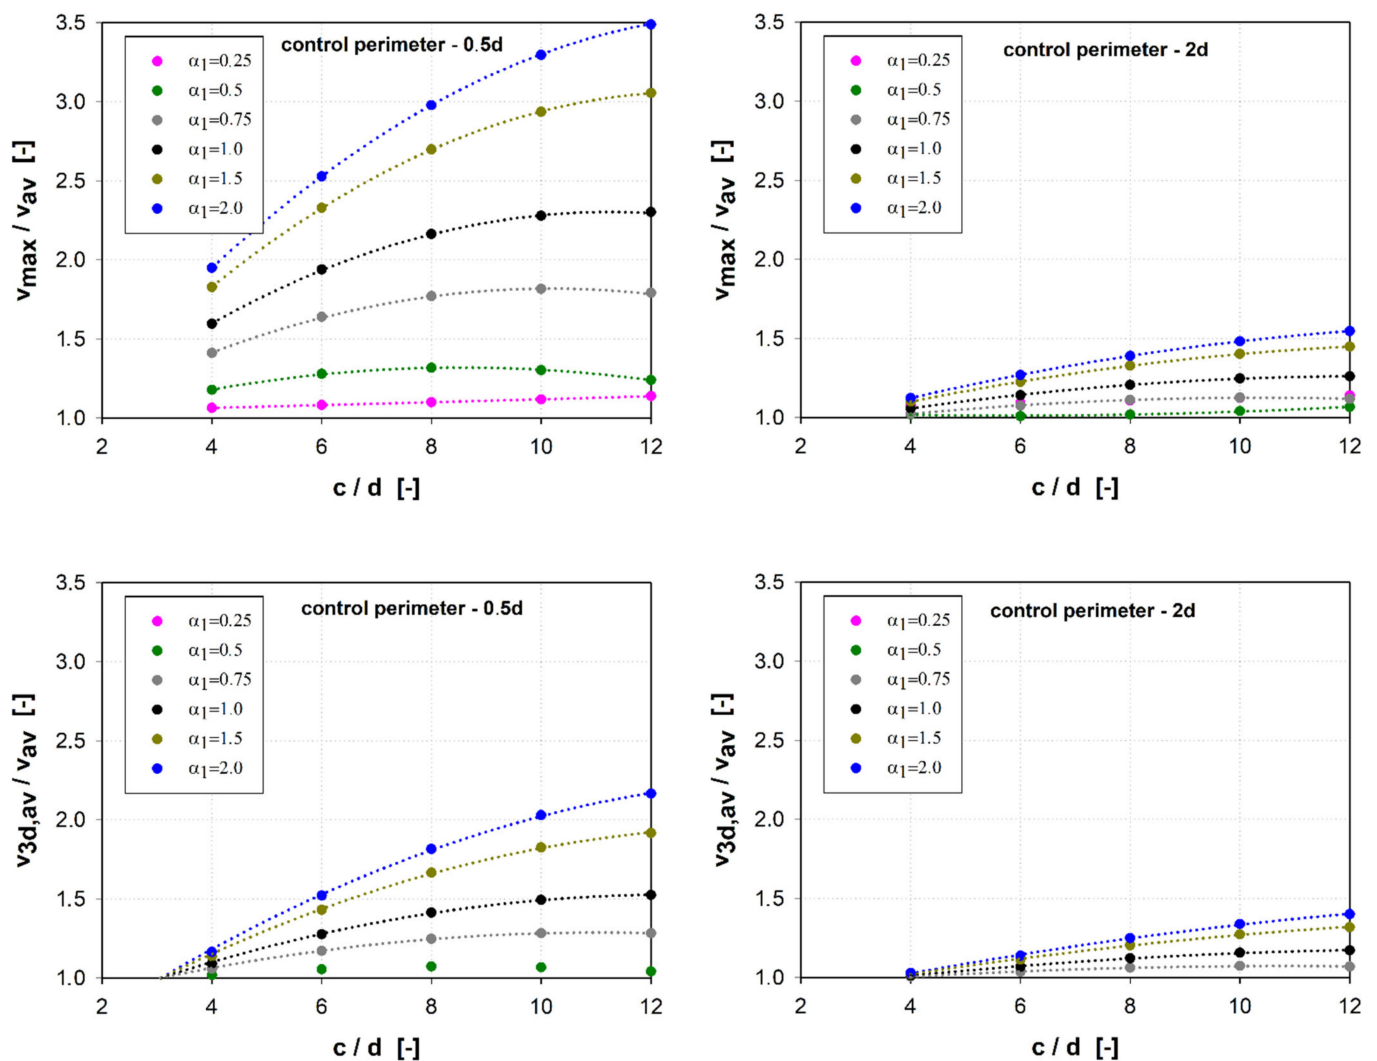 control perimeter - 0.5d
α1=0.25
α1=0.5
α1=0.75
α1=1.0
α1=1.5
α1=2.0
3.5
3.0
2.5
2.0
1.5
1.0
vmax / vav [-]
2 4 6 8 10 12
c / d [-]
control perimeter - 2d
α1=0.25
α1=0.5
α1=0.75
α1=1.0
α1=1.5
α1=2.0
3.5
3.0
2.5
2.0
1.5
1.0
vmax / vav [-]
2 4 6 8 10 12
c / d [-]
control perimeter - 0.5d
α1=0.25
α1=0.5
α1=0.75
α1=1.0
α1=1.5
α1=2.0
3.5
3.0
2.5
2.0
1.5
1.0
v3d,av / vav [-]
2 4 6 8 10 12
c / d [-]
control perimeter - 2d
α1=0.25
α1=0.5
α1=0.75
α1=1.0
α1=1.5
α1=2.0
3.5
3.0
2.5
2.0
1.5
1.0
v3d,av / vav [-]
2 4 6 8 10 12
c / d [-]